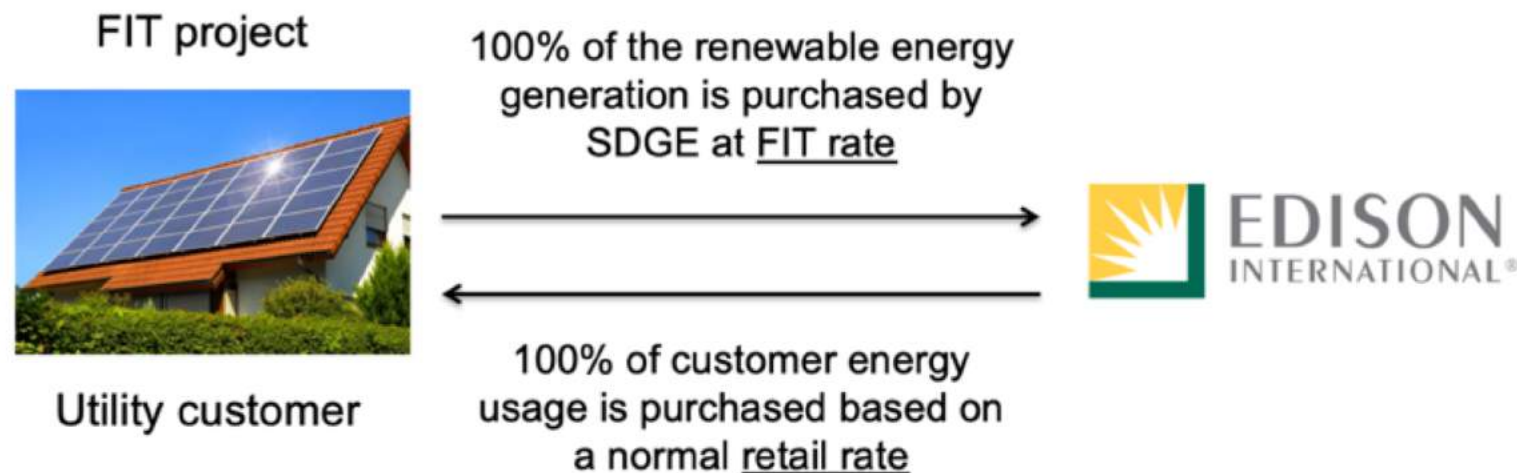 FIT project
100% of the renewable energy
generation is purchased by
SDGE at FIT rate
EDISON
INTERNATIONAL®
Utility customer
100% of customer energy
usage is purchased based on
a normal retail rate